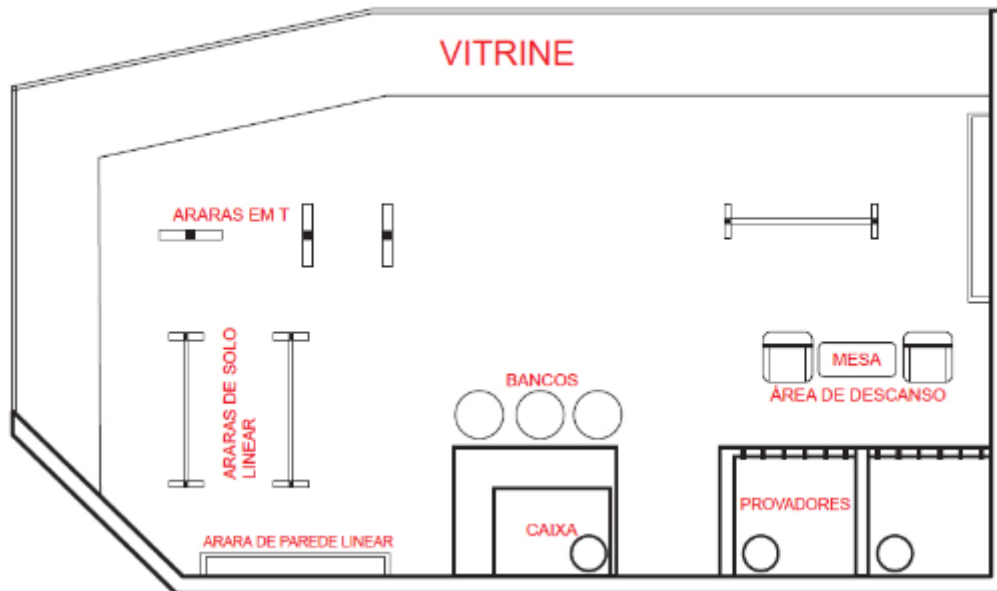 VITRINE
ARARAS EM T
ARARAS DE SOLO
LINEAR
BANCOS
MESA
ÁREA DE DESCANSO
PROVADORES
CAIXA
ARARA DE PAREDE LINEAR